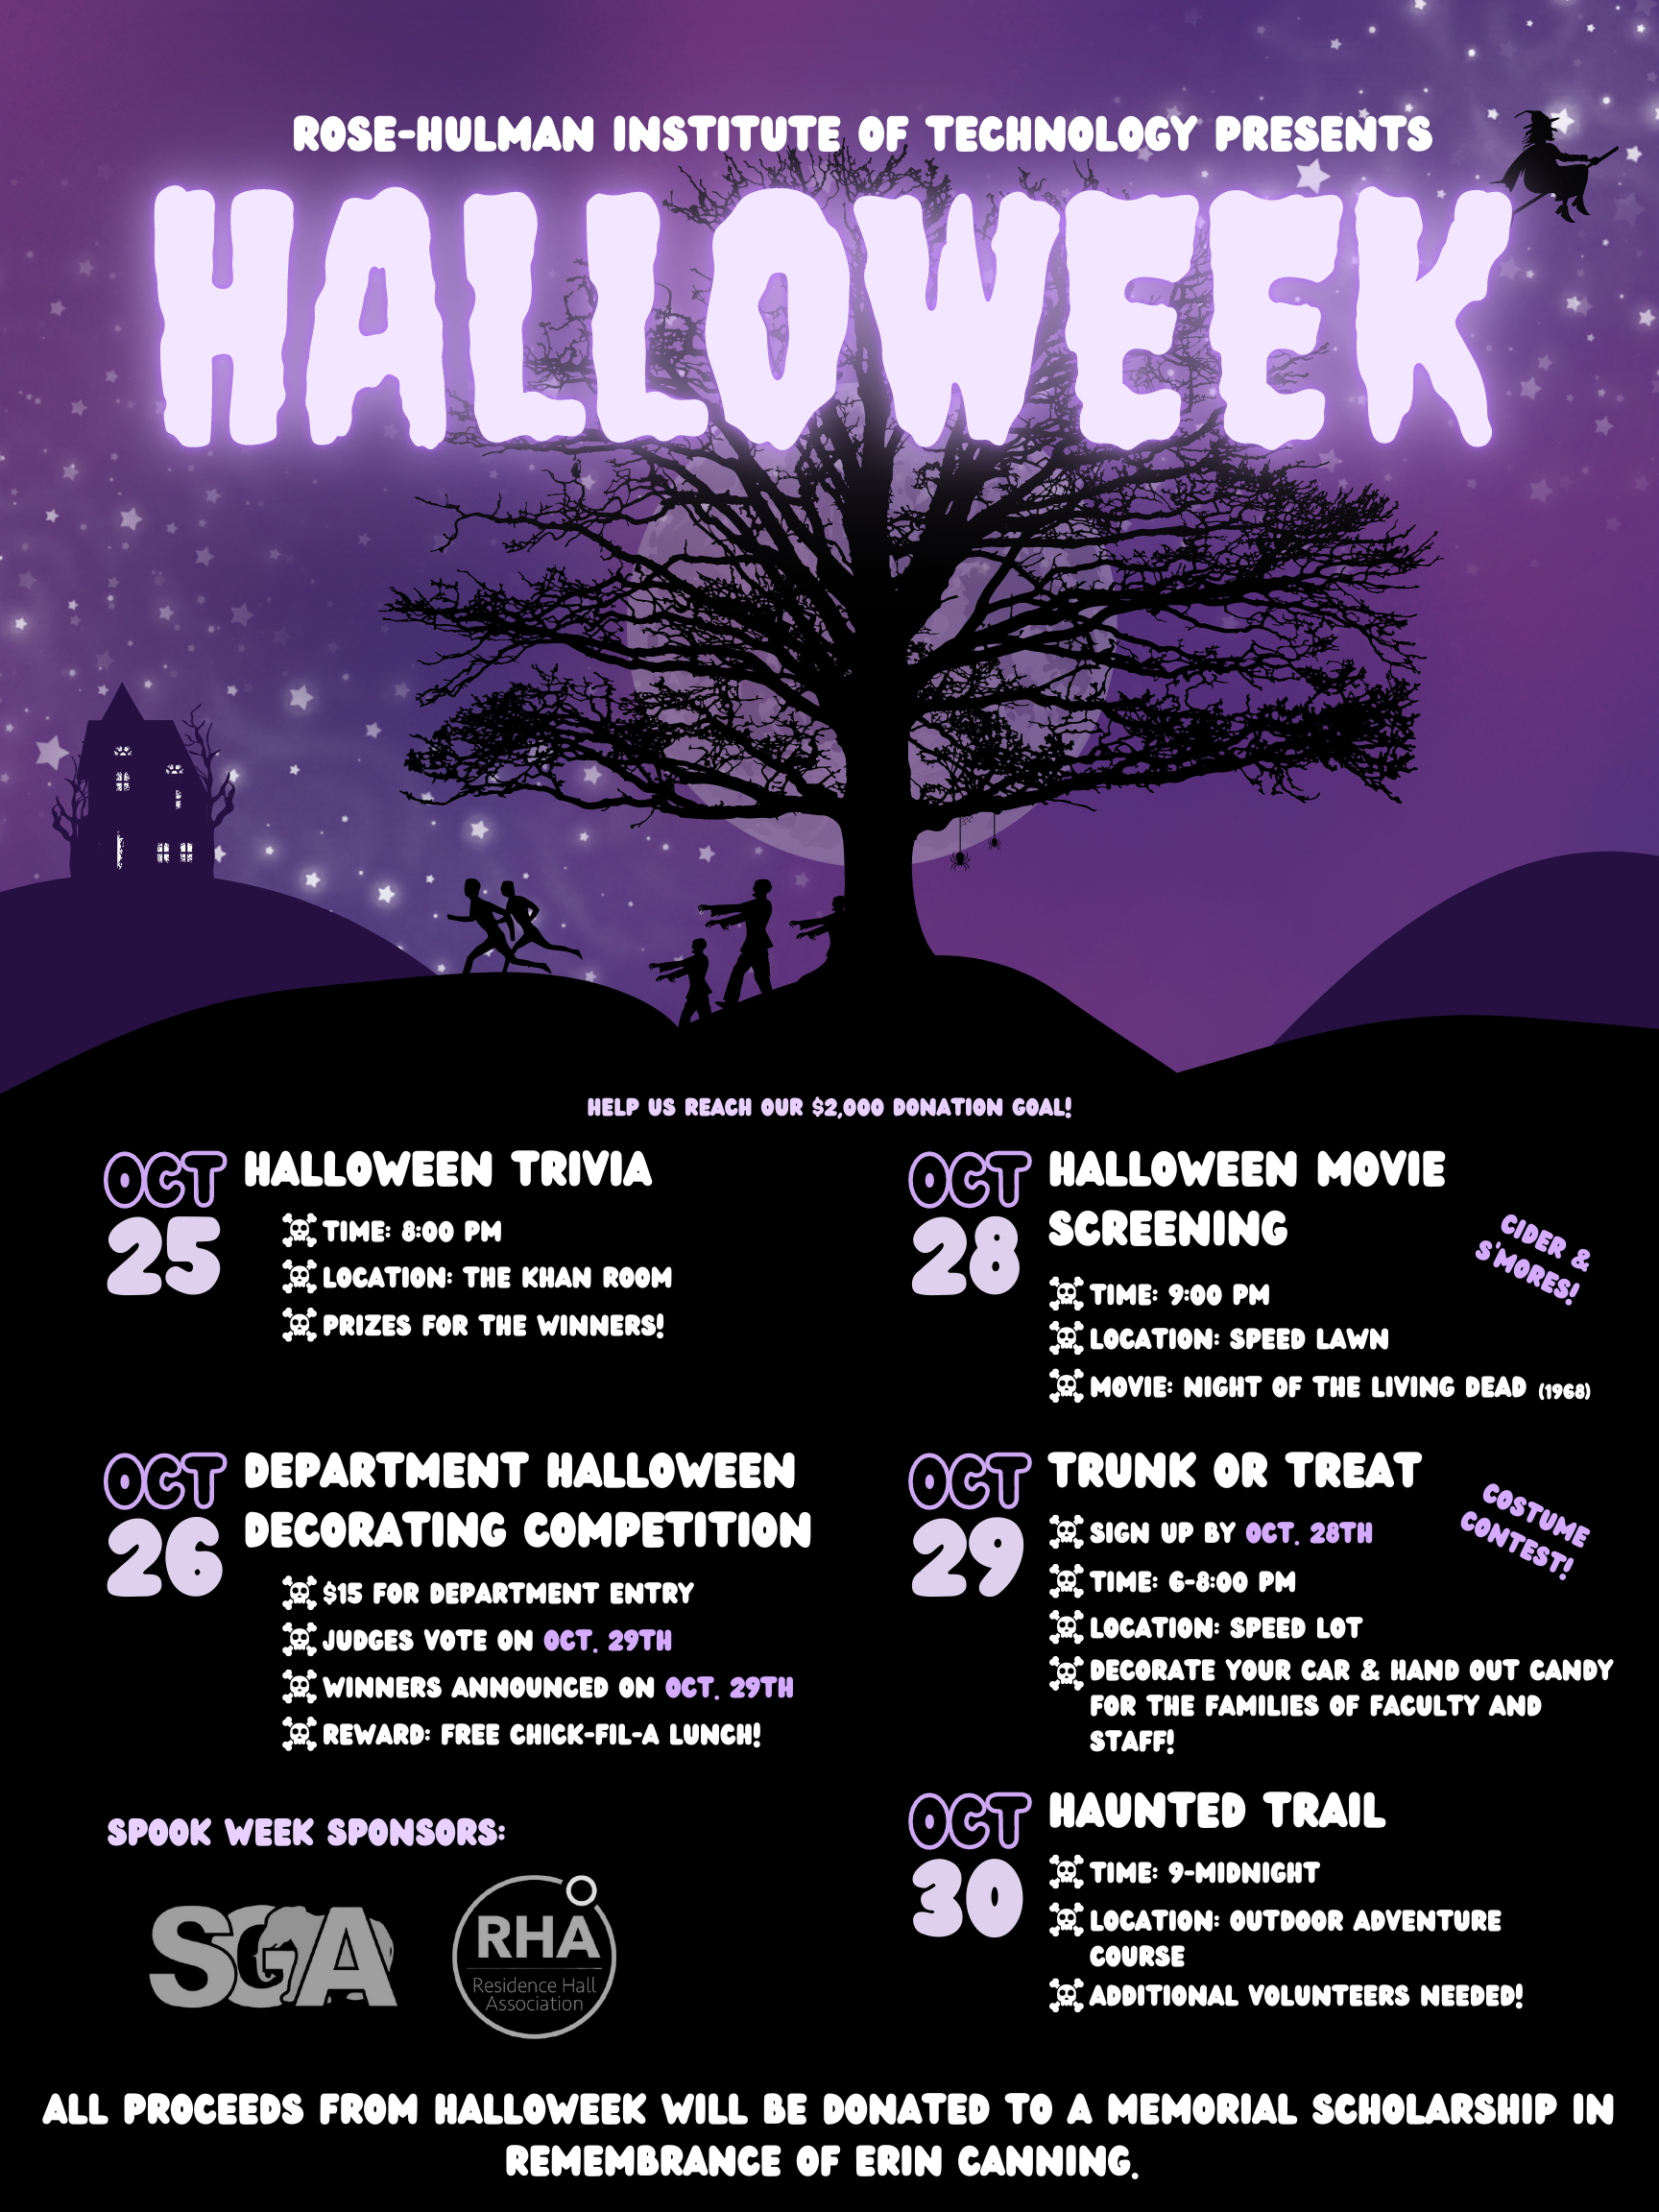 ROSE-HULMAN INSTITUTE OF TECHNOLOGY PRESENTS
HALLOWEEK
HELP US REACH OUR $2,000 DONATION GOAL!
OCT
25
HALLOWEEN TRIVIA
TIME: 8:00 PM
LOCATION: THE KHAN ROOM
PRIZES FOR THE WINNERS!
OCT
26
DEPARTMENT HALLOWEEN
DECORATING COMPETITION
$15 FOR DEPARTMENT ENTRY
JUDGES VOTE ON OCT. 29TH
WINNERS ANNOUNCED ON OCT. 29TH
REWARD: FREE CHICK-FIL-A LUNCH!
SPOOK WEEK SPONSORS:
SGA
RHA
Residence Hall
Association
OCT
28
HALLOWEEN MOVIE
SCREENING
CIDER &
S'MORES!
TIME: 9:00 PM
LOCATION: SPEED LAWN
MOVIE: NIGHT OF THE LIVING DEAD (1968)
OCT
29
TRUNK OR TREAT
COSTUME
CONTEST!
SIGN UP BY OCT. 28TH
TIME: 6-8:00 PM
LOCATION: SPEED LOT
DECORATE YOUR CAR & HAND OUT CANDY
FOR THE FAMILIES OF FACULTY AND
STAFF!
OCT
30
HAUNTED TRAIL
TIME: 9-MIDNIGHT
LOCATION: OUTDOOR ADVENTURE
COURSE
ADDITIONAL VOLUNTEERS NEEDED!
ALL PROCEEDS FROM HALLOWEEK WILL BE DONATED TO A MEMORIAL SCHOLARSHIP IN
REMEMBRANCE OF ERIN CANNING.